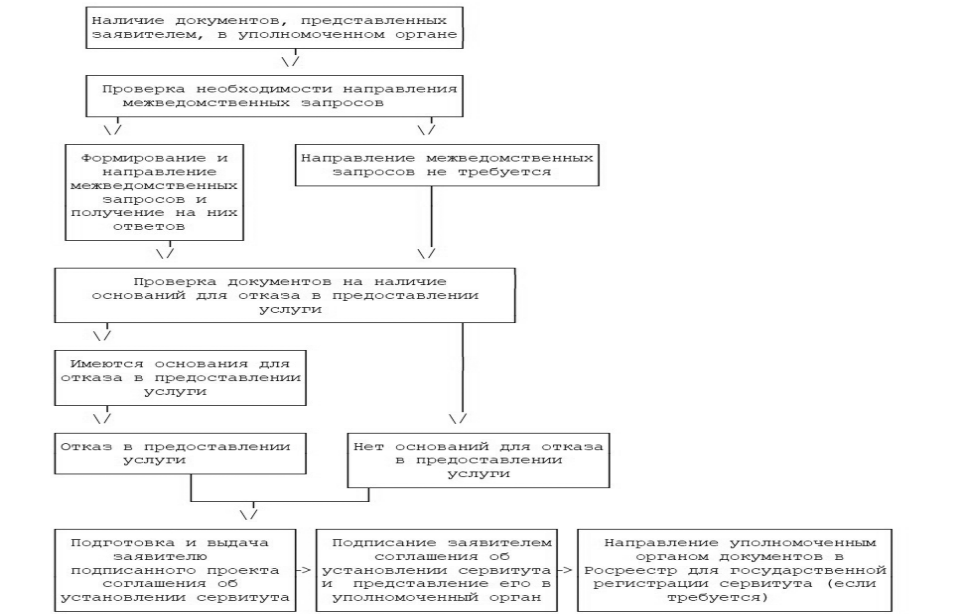 Наличие документов, представленных
заявителем, в уполномоченном органе
\/
Проверка необходимости направления
межведомственных запросов
\/
\/
Формирование и
направление
межведомственных
запросов и
получение на них
ответов
Направление межведомственных
запросов не требуется
\/
\/
Проверка документов на наличие
оснований для отказа в предоставлении
услуги
\/
Имеются основания для
отказа в предоставлении
услуги
\/
\/
Отказ в предоставлении
услуги
Нет оснований для отказа
в предоставлении
услуги
\/
Подготовка и выдача
заявителю
подписанного проекта
соглашения об
установлении сервитута
->
Подписание заявителем
соглашения об
установлении сервитута
и представление его в
уполномоченный орган
->
Направление уполномоченным
органом документов в
Росреестр для государственной
регистрации сервитута (если
требуется)